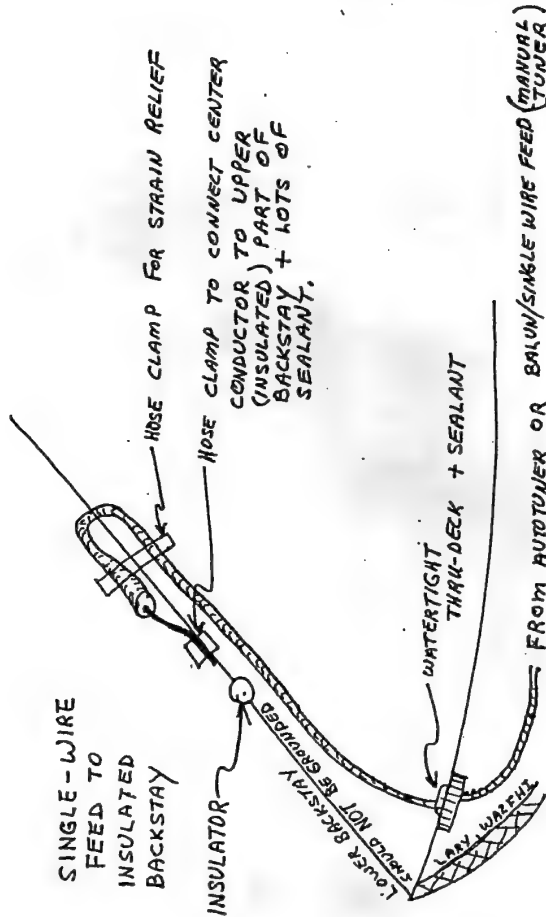 SINGLE-WIRE
FEED TO
INSULATED
BACKSTAY
HOSE CLAMP FOR STRAIN RELIEF
HOSE CLAMP TO CONNECT CENTER
CONDUCTOR TO UPPER
(INSULATED) PART OF
BACKSTAY + LOTS OF
SEALANT.
INSULATOR
LOWER BACKSTAY
SHOULD NOT BE GROUNDED
WATERTIGHT
THRU-DECK + SEALANT
LARY, WA2FHI
FROM AUTOTUNER OR BALUN/SINGLE WIRE FEED (MANUAL
TUNER)